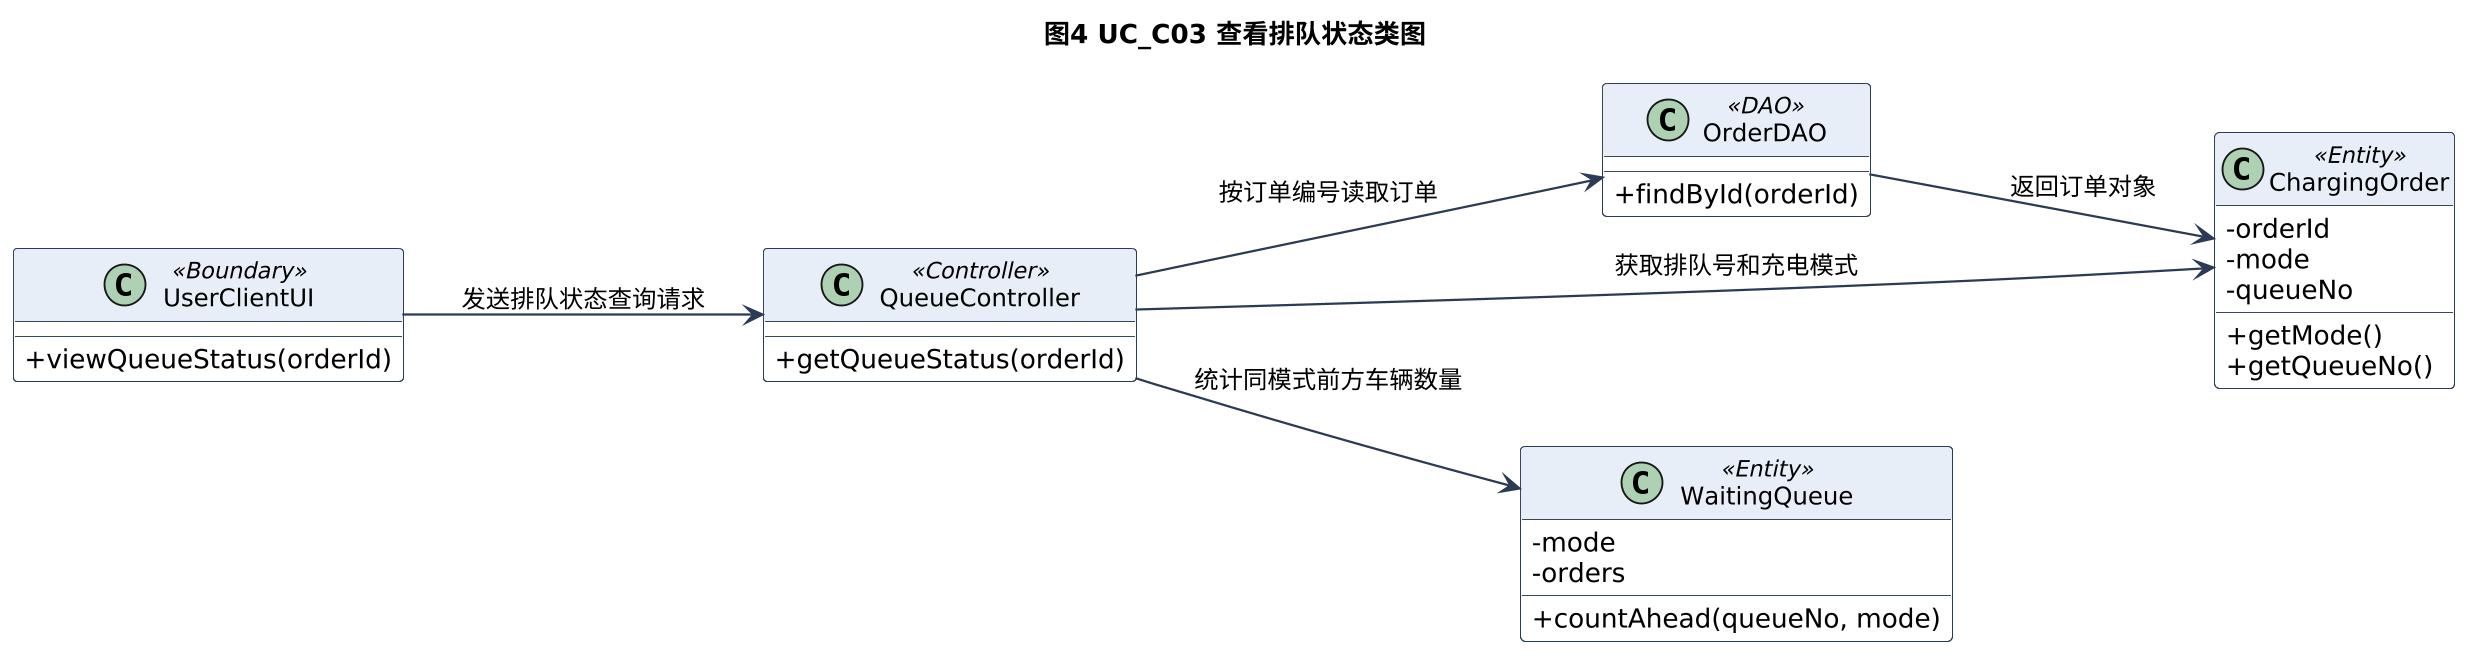 图4 UC_C03 查看排队状态类图
C
«Boundary»
UserClientUI
+viewQueueStatus(orderId)
发送排队状态查询请求
C
«Controller»
QueueController
+getQueueStatus(orderId)
按订单编号读取订单
获取排队号和充电模式
统计同模式前方车辆数量
C
«DAO»
OrderDAO
+findById(orderId)
返回订单对象
C
«Entity»
ChargingOrder
-orderId
-mode
-queueNo
+getMode()
+getQueueNo()
C
«Entity»
WaitingQueue
-mode
-orders
+countAhead(queueNo, mode)